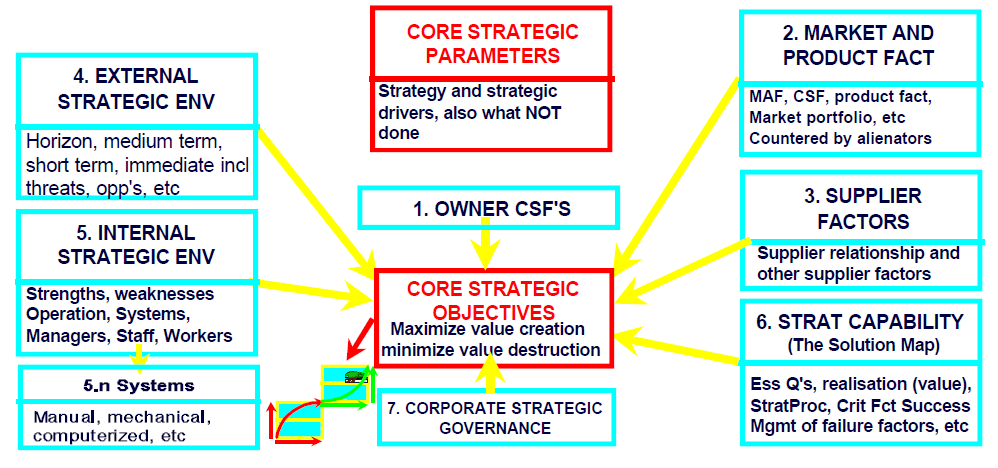 CORE STRATEGIC
PARAMETERS
Strategy and strategic
drivers, also what NOT
done
1. OWNER CSF'S
2. MARKET AND
PRODUCT FACT
MAF, CSF, product fact,
Market portfolio, etc
Countered by alienators
3. SUPPLIER
FACTORS
Supplier relationship and
other supplier factors
4. EXTERNAL
STRATEGIC ENV
Horizon, medium term,
short term, immediate incl
threats, opp's, etc
5. INTERNAL
STRATEGIC ENV
Strengths, weaknesses
Operation, Systems,
Managers, Staff, Workers
5.n Systems
Manual, mechanical,
computerized, etc
CORE STRATEGIC
OBJECTIVES
Maximize value creation
minimize value destruction
6. STRAT CAPABILITY
(The Solution Map)
Ess Q's, realisation (value),
StratProc, Crit Fct Success
Mgmt of failure factors, etc
7. CORPORATE STRATEGIC
GOVERNANCE